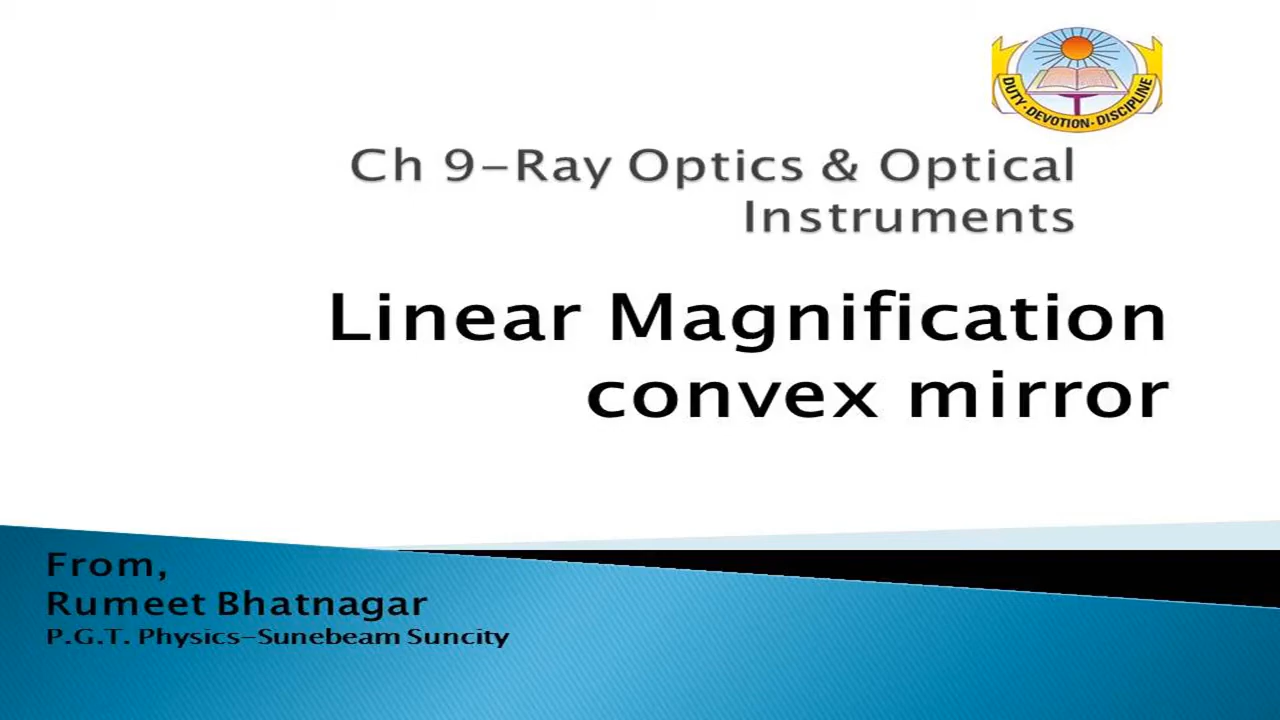 DUTY·DEVOTION·DISCIPLINE
Ch 9-Ray Optics & Optical
Instruments
Linear Magnification
convex mirror
From,
Rumeet Bhatnagar
P.G.T. Physics-Sunebeam Suncity